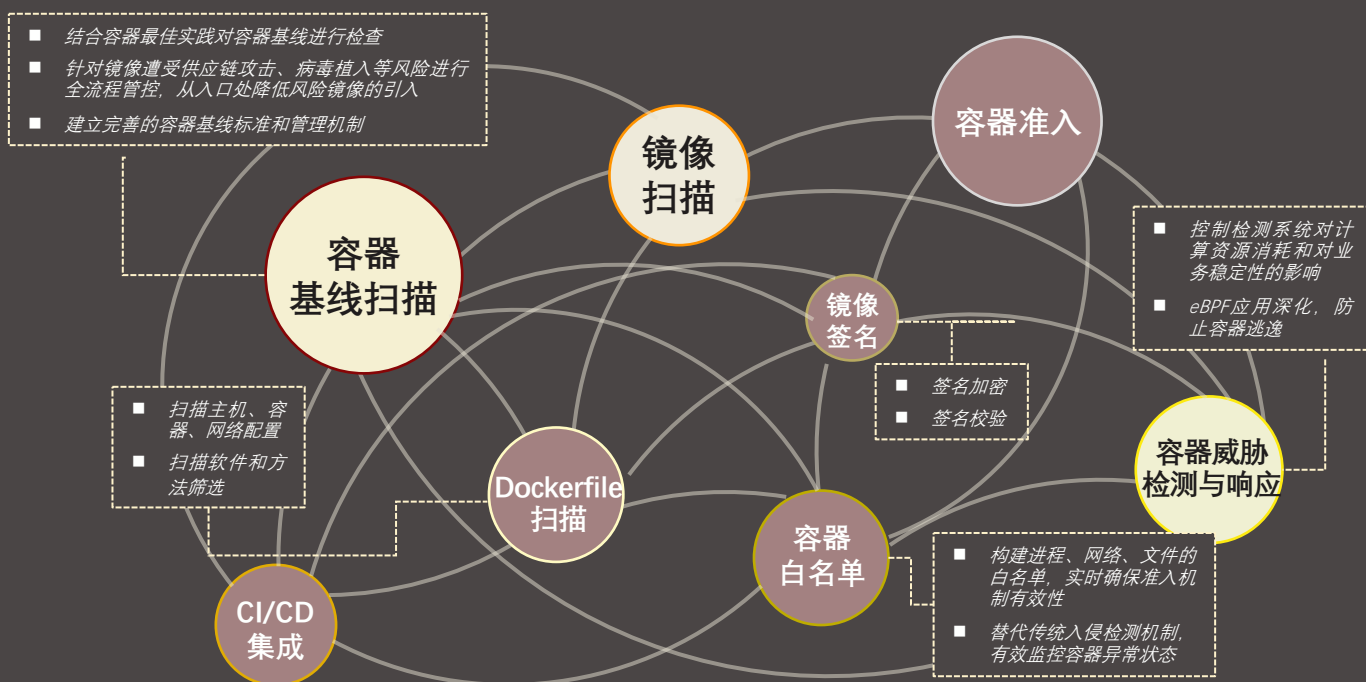 结合容器最佳实践对容器基线进行检查
针对镜像遭受供应链攻击、病毒植入等风险进行
全流程管控，从入口处降低风险镜像的引入
建立完善的容器基线标准和管理机制
镜像
扫描
容器准入
容器
基线扫描
控制检测系统对计
算资源消耗和对业
务稳定性的影响
eBPF应用深化，防
止容器逃逸
镜像
签名
签名加密
签名校验
扫描主机、容
器、网络配置
扫描软件和方
法筛选
Dockerfile
扫描
容器威胁
检测与响应
容器
白名单
构建进程、网络、文件的
白名单，实时确保准入机
制有效性
替代传统入侵检测机制，
有效监控容器异常状态
CI/CD
集成